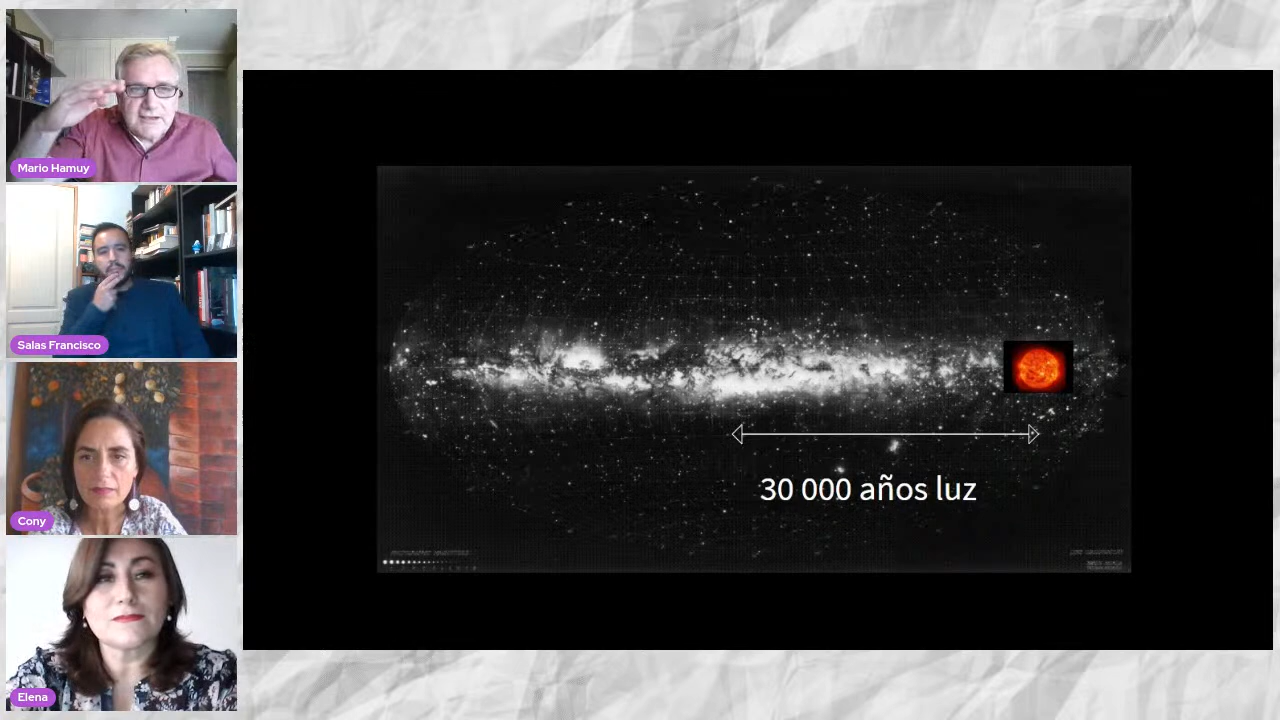 Mario Hamuy
Salas Francisco
Cony
Elena
30 000 años luz